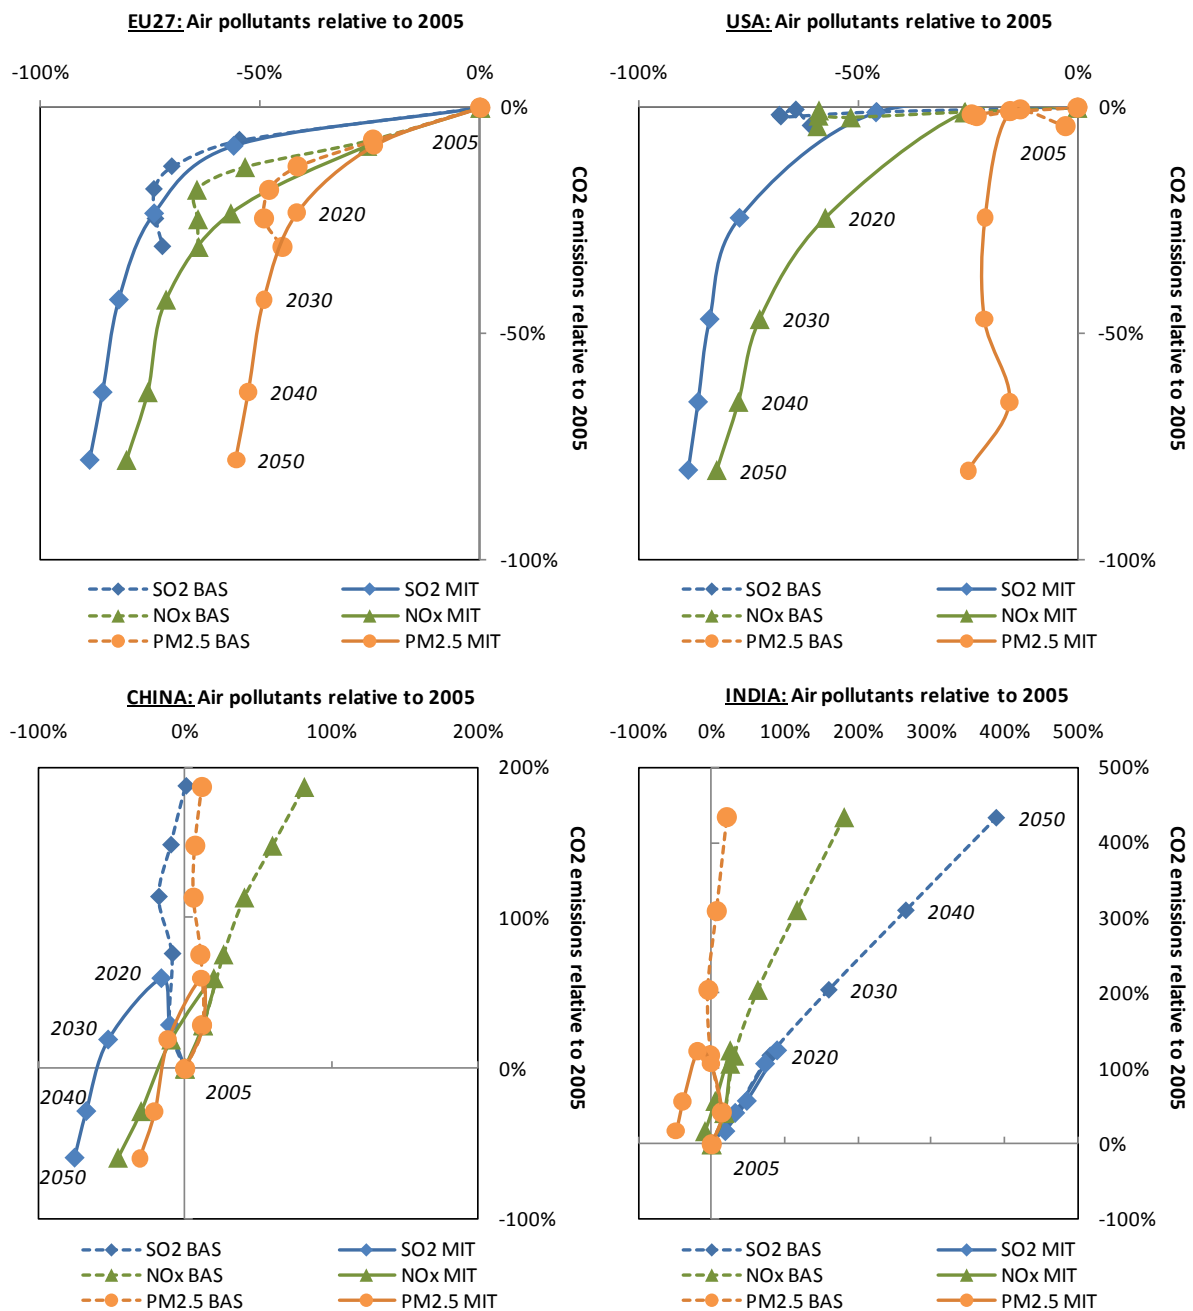 EU27: Air pollutants relative to 2005
-100%
-50%
0%
0%
2005
2020
2030
-50%
2040
2050
-100%
CO2 emissions relative to 2005
SO2 BAS
SO2 MIT
NOx BAS
NOx MIT
PM2.5 BAS
PM2.5 MIT
USA: Air pollutants relative to 2005
-100%
-50%
0%
0%
2005
2020
2030
-50%
2040
2050
-100%
CO2 emissions relative to 2005
SO2 BAS
SO2 MIT
NOx BAS
NOx MIT
PM2.5 BAS
PM2.5 MIT
CHINA: Air pollutants relative to 2005
-100%
0%
100%
200%
200%
100%
2020
2030
0%
2040
2005
2050
-100%
CO2 emissions relative to 2005
SO2 BAS
SO2 MIT
NOx BAS
NOx MIT
PM2.5 BAS
PM2.5 MIT
INDIA: Air pollutants relative to 2005
-100%
0%
100%
200%
300%
400%
500%
500%
2050
400%
2040
300%
2030
200%
2020
100%
0%
2005
-100%
CO2 emissions relative to 2005
SO2 BAS
SO2 MIT
NOx BAS
NOx MIT
PM2.5 BAS
PM2.5 MIT